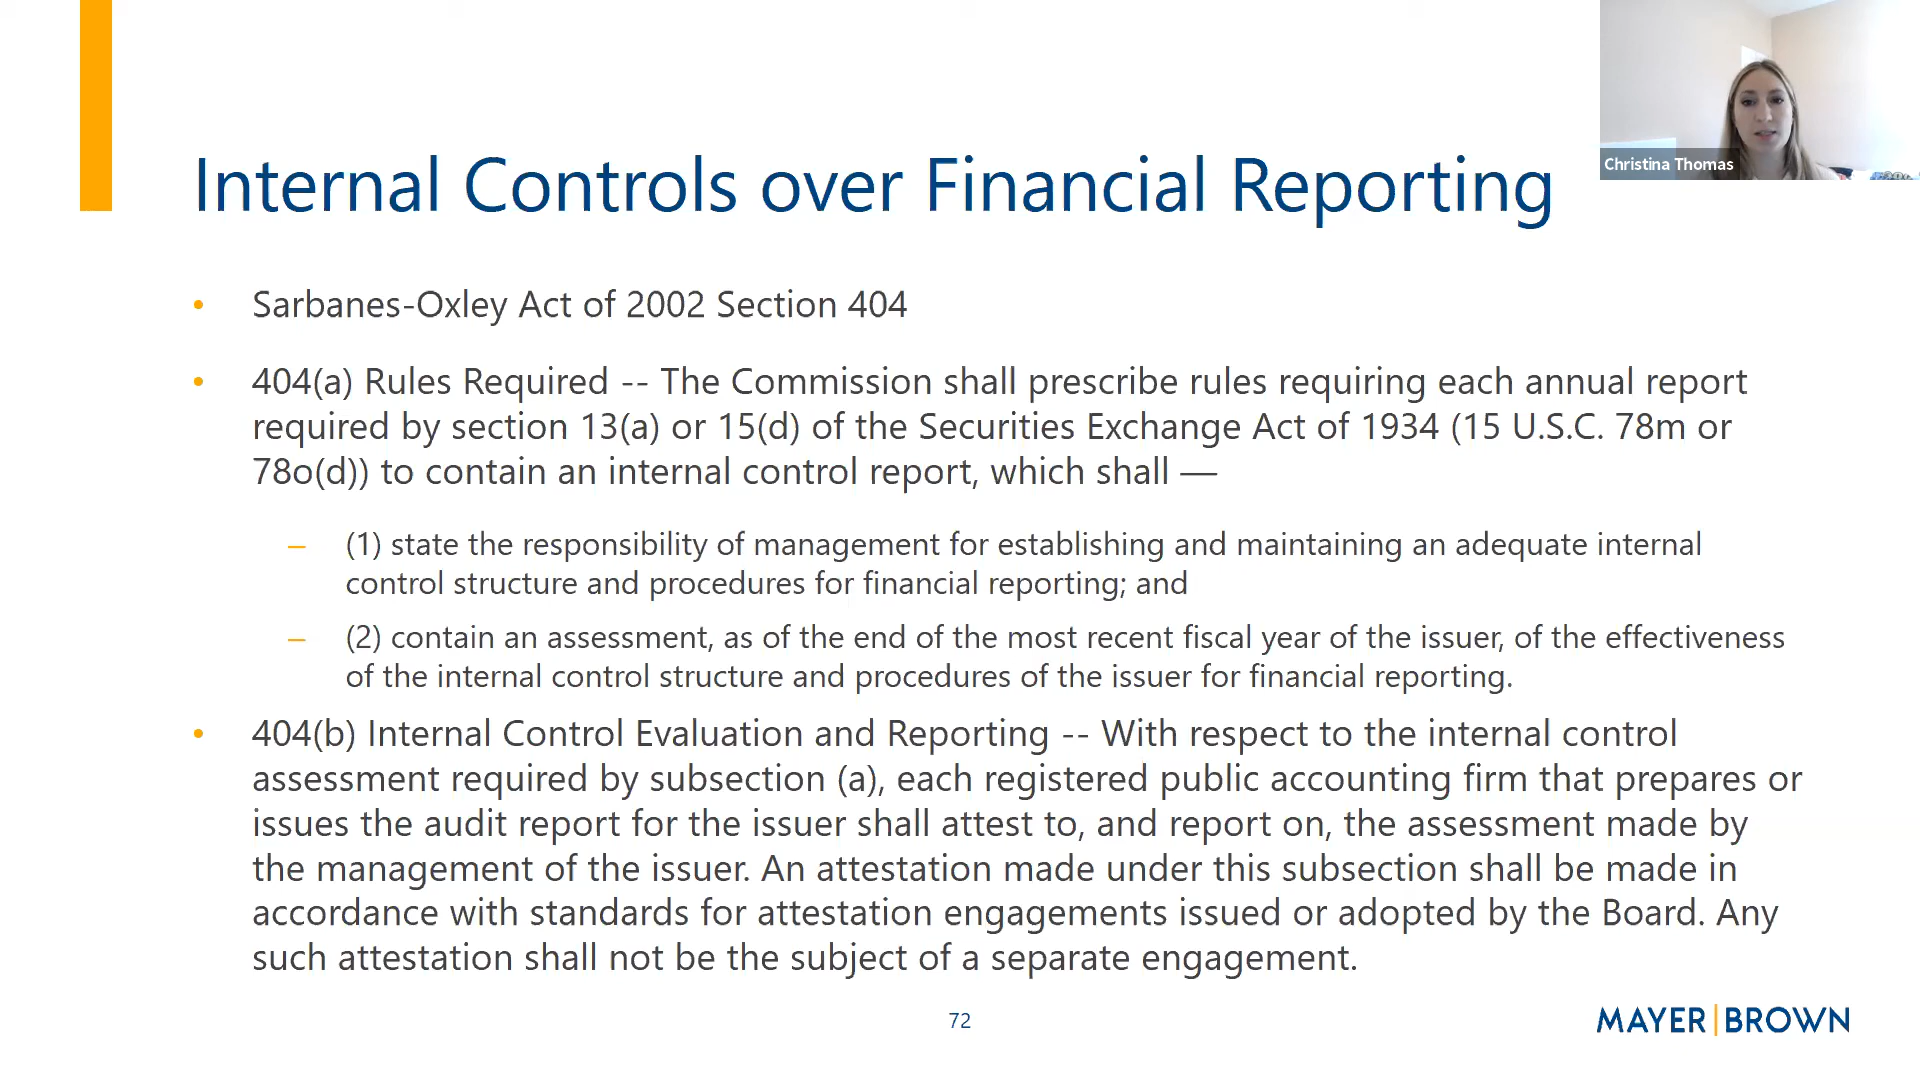 Christina Thomas
Internal Controls over Financial Reporting
• Sarbanes-Oxley Act of 2002 Section 404
• 404(a) Rules Required -- The Commission shall prescribe rules requiring each annual report
required by section 13(a) or 15(d) of the Securities Exchange Act of 1934 (15 U.S.C. 78m or
78o(d)) to contain an internal control report, which shall —
– (1) state the responsibility of management for establishing and maintaining an adequate internal
control structure and procedures for financial reporting; and
– (2) contain an assessment, as of the end of the most recent fiscal year of the issuer, of the effectiveness
of the internal control structure and procedures of the issuer for financial reporting.
• 404(b) Internal Control Evaluation and Reporting -- With respect to the internal control
assessment required by subsection (a), each registered public accounting firm that prepares or
issues the audit report for the issuer shall attest to, and report on, the assessment made by
the management of the issuer. An attestation made under this subsection shall be made in
accordance with standards for attestation engagements issued or adopted by the Board. Any
such attestation shall not be the subject of a separate engagement.
72
MAYER | BROWN